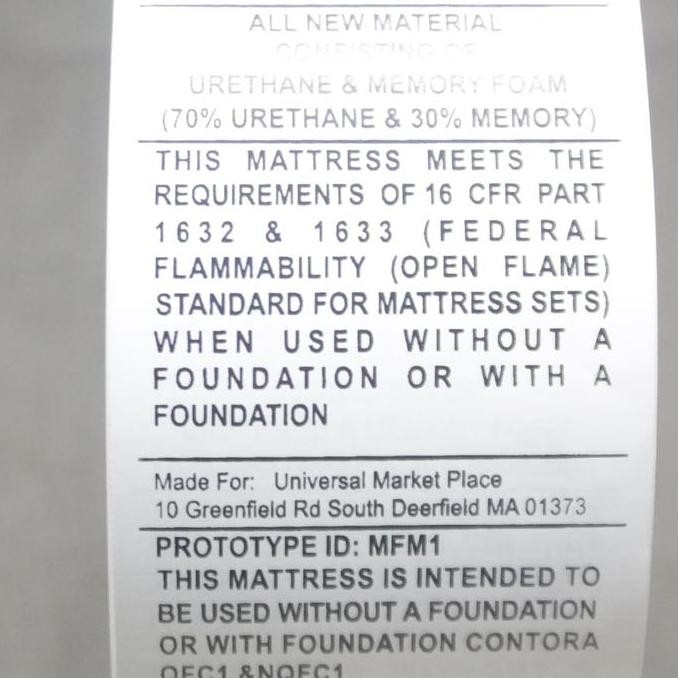 ALL NEW MATERIAL
CONSISTING OF
URETHANE & MEMORY FOAM
(70% URETHANE & 30% MEMORY)
THIS MATTRESS MEETS THE
REQUIREMENTS OF 16 CFR PART
1632 & 1633 (FEDERAL
FLAMMABILITY (OPEN FLAME)
STANDARD FOR MATTRESS SETS)
WHEN USED WITHOUT A
FOUNDATION OR WITH A
FOUNDATION
Made For: Universal Market Place
10 Greenfield Rd South Deerfield MA 01373
PROTOTYPE ID: MFM1
THIS MATTRESS IS INTENDED TO
BE USED WITHOUT A FOUNDATION
OR WITH FOUNDATION CONTORA